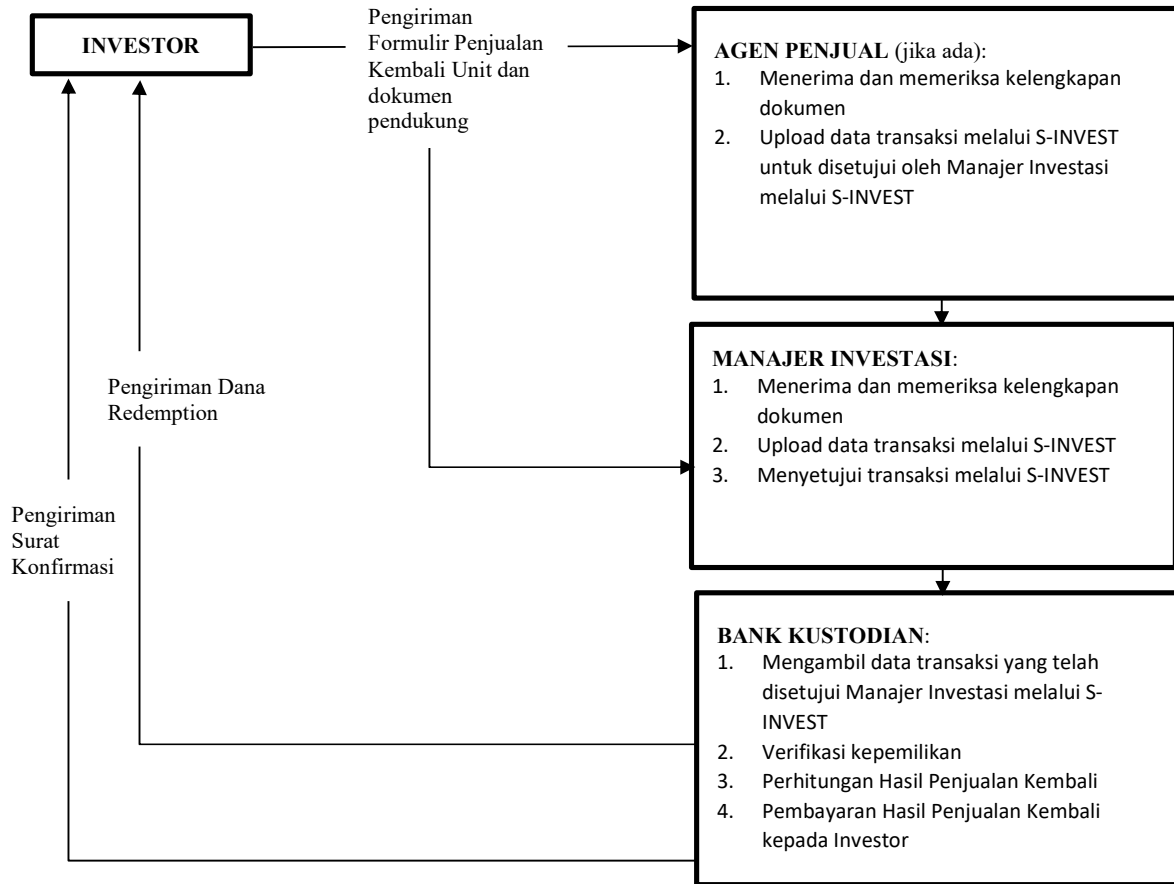 INVESTOR
Pengiriman
Formulir Penjualan
Kembali Unit dan
dokumen
pendukung
AGEN PENJUAL (jika ada):
1. Menerima dan memeriksa kelengkapan
dokumen
2. Upload data transaksi melalui S-INVEST
untuk disetujui oleh Manajer Investasi
melalui S-INVEST
MANAJER INVESTASI:
1. Menerima dan memeriksa kelengkapan
dokumen
2. Upload data transaksi melalui S-INVEST
3. Menyetujui transaksi melalui S-INVEST
Pengiriman Dana
Redemption
Pengiriman
Surat
Konfirmasi
BANK KUSTODIAN:
1. Mengambil data transaksi yang telah
disetujui Manajer Investasi melalui S-
INVEST
2. Verifikasi kepemilikan
3. Perhitungan Hasil Penjualan Kembali
4. Pembayaran Hasil Penjualan Kembali
kepada Investor